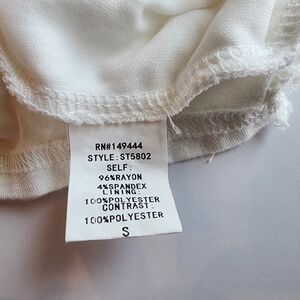 RN#149444
STYLE: ST5802
SELF:
96%RAYON
4%SPANDEX
LINING:
100%POLYESTER
CONTRAST:
100%POLYESTER
S